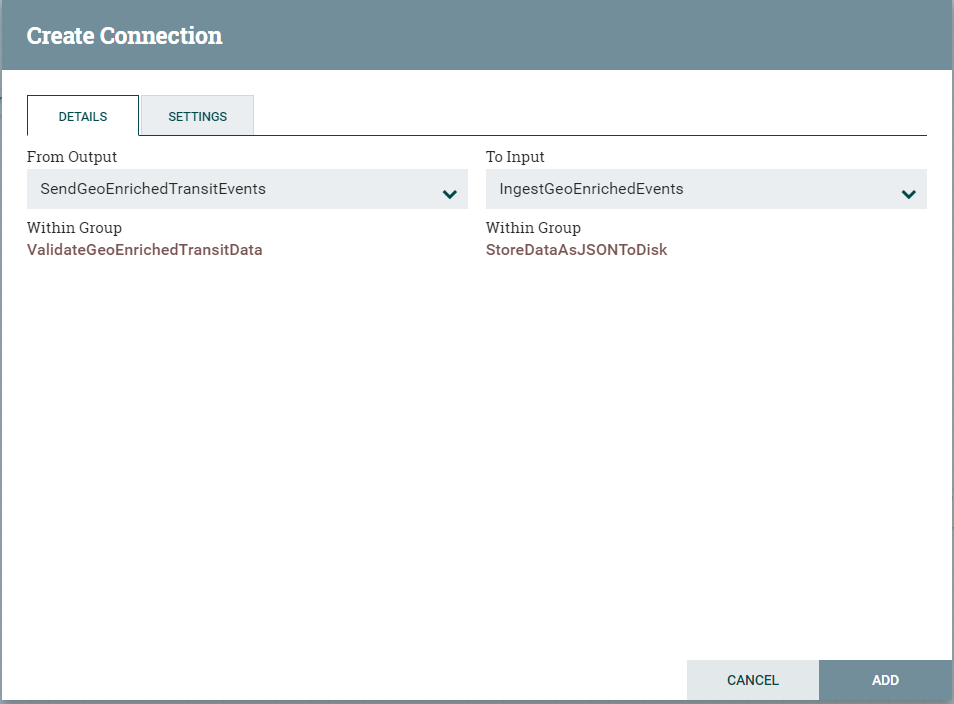 Create Connection
DETAILS
SETTINGS
From Output
To Input
SendGeoEnrichedTransitEvents
IngestGeoEnrichedEvents
Within Group
Within Group
ValidateGeoEnrichedTransitData
StoreDataAsJSONToDisk
CANCEL
ADD